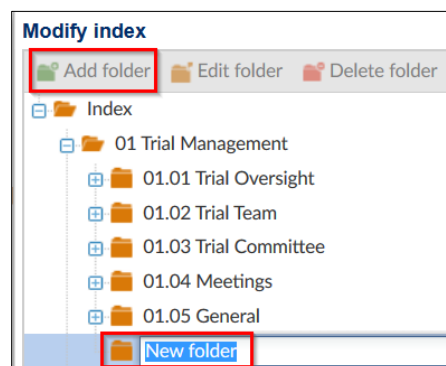 Modify index
Add folder Edit folder Delete folder
Index
01 Trial Management
01.01 Trial Oversight
01.02 Trial Team
01.03 Trial Committee
01.04 Meetings
01.05 General
New folder